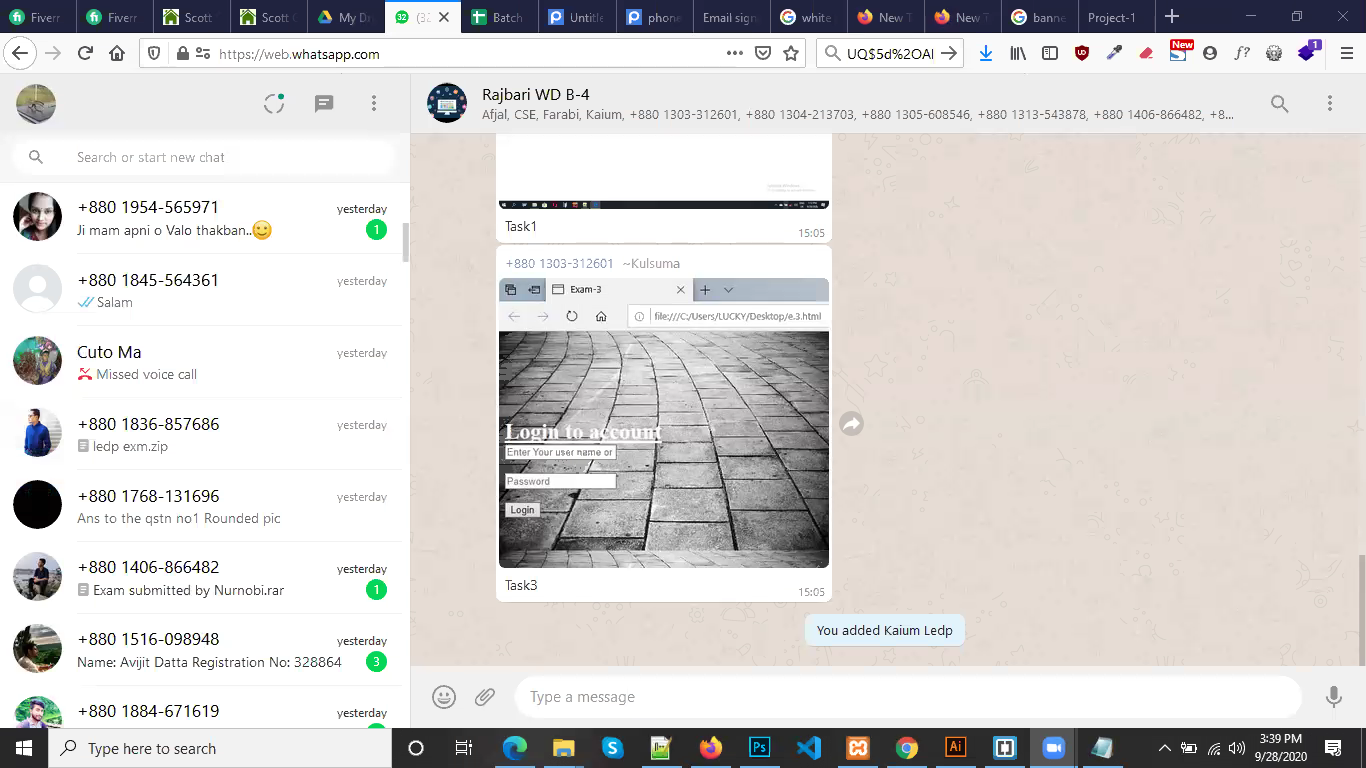 Fiverr
Fiverr
Scott
Scott
My Dr
32
(32
Batch
Untitle
phone
Email sign
white
New T
New T
banne
Project-1
https://web.whatsapp.com
UQ$5d%2OAI
New
1
Rajbari WD B-4
Afjal, CSE, Farabi, Kaium, +880 1303-312601, +880 1304-213703, +880 1305-608546, +880 1313-543878, +880 1406-866482, +8...
Search or start new chat
+880 1954-565971
yesterday
Ji mam apni o Valo thakban..🙂
1
+880 1845-564361
yesterday
Salam
Cuto Ma
yesterday
Missed voice call
+880 1836-857686
yesterday
ledp exm.zip
+880 1768-131696
yesterday
Ans to the qstn no1 Rounded pic
+880 1406-866482
yesterday
Exam submitted by Nurnobi.rar
1
+880 1516-098948
yesterday
Name: Avijit Datta Registration No: 328864
3
+880 1884-671619
yesterday
Task1
15:05
+880 1303-312601 ~Kulsuma
Exam-3
file:///C:/Users/LUCKY/Desktop/e.3.html
Login to account
Enter Your user name or
Password
Login
Task3
15:05
You added Kaium Ledp
Type a message
Type here to search
3:39 PM
9/28/2020